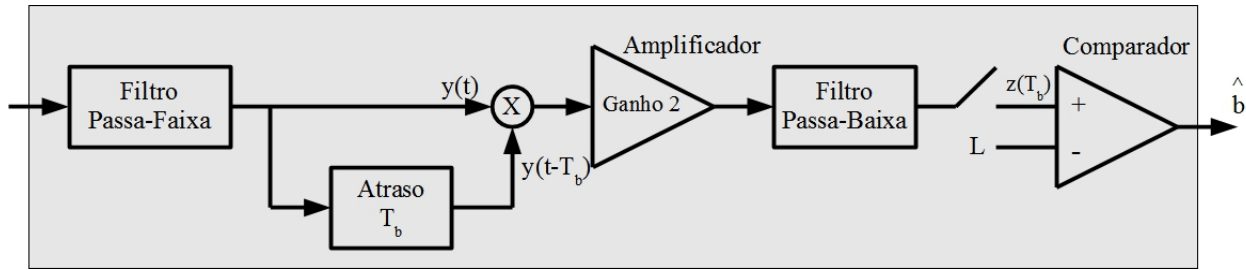 Filtro
Passa-Faixa
y(t)
X
Atraso
T_b
y(t-T_b)
Amplificador
Ganho 2
Filtro
Passa-Baixa
z(T_b)
L
Comparador
+
-
^
b